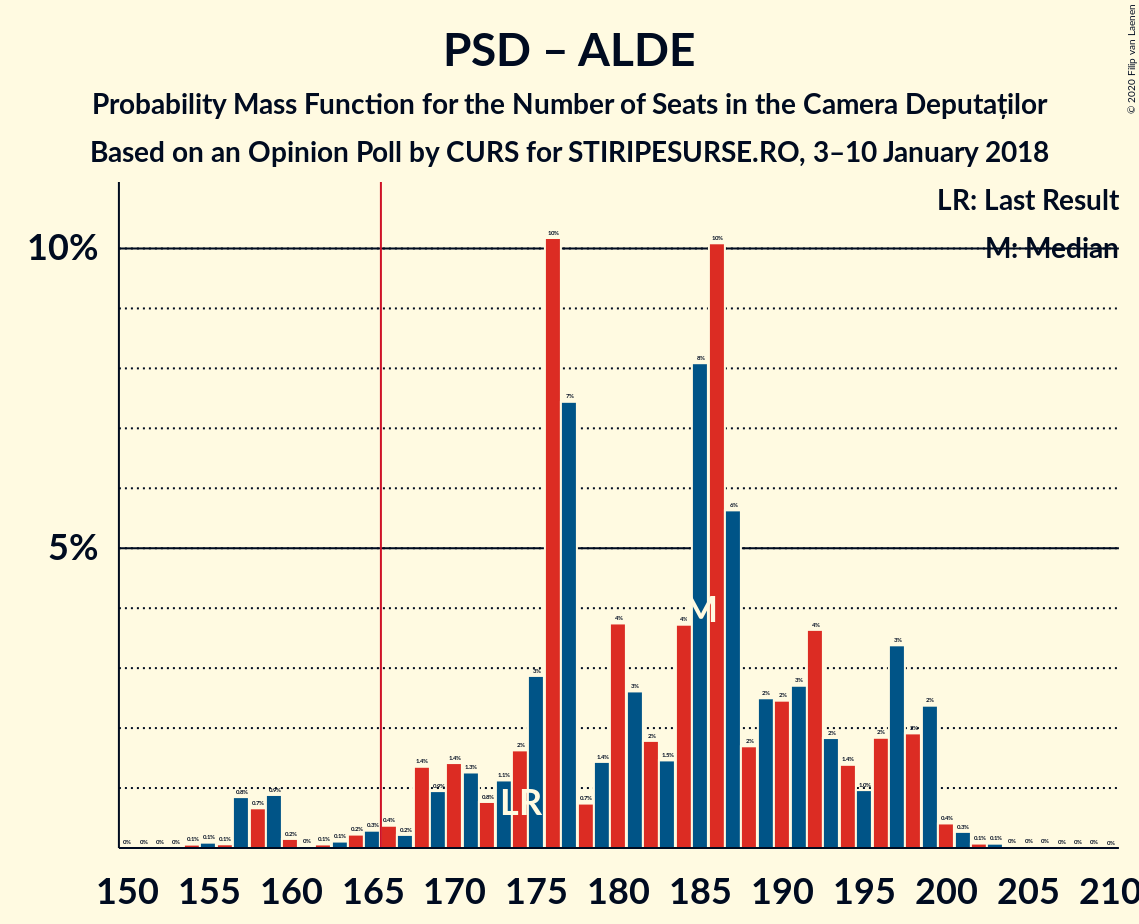 PSD – ALDE
Probability Mass Function for the Number of Seats in the Camera Deputaților
Based on an Opinion Poll by CURS for STIRIPESURSE.RO, 3–10 January 2018
© 2020 Filip van Laenen
LR: Last Result
M: Median
10%
5%
0% 0% 0% 0% 0.1% 0.1% 0.1% 0.8% 0.7% 0.9% 0.2% 0% 0.1% 0.1% 0.2% 0.3% 0.4% 0.2% 1.4% 0.9% 1.4% 1.3% 0.8% 1.1% 2% 3% 10% 7% 0.7% 1.4% 4% 3% 2% 1.5% 4% 8% 10% 6% 2% 2% 2% 3% 4% 2% 1.4% 1.0% 2% 3% 2% 2% 0.4% 0.3% 0.1% 0.1% 0% 0% 0% 0% 0% 0% 0%
M
LR
150 155 160 165 170 175 180 185 190 195 200 205 210